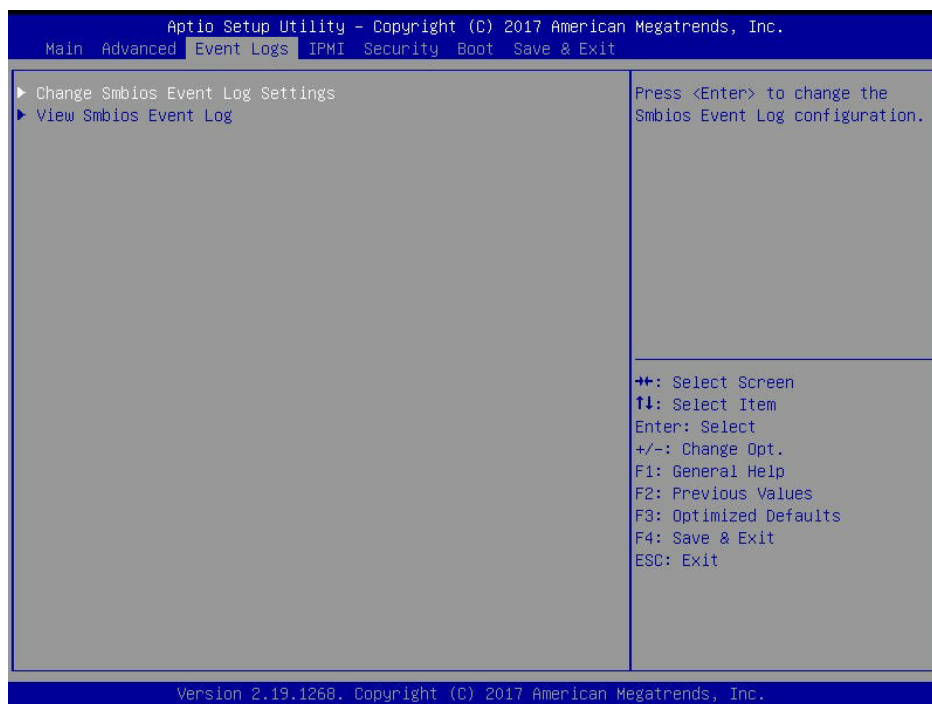 Aptio Setup Utility – Copyright (C) 2017 American Megatrends, Inc.
Main Advanced Event Logs IPMI Security Boot Save & Exit
▶ Change Smbios Event Log Settings
▶ View Smbios Event Log
Press <Enter> to change the
Smbios Event Log configuration.
→←: Select Screen
↑↓: Select Item
Enter: Select
+/-: Change Opt.
F1: General Help
F2: Previous Values
F3: Optimized Defaults
F4: Save & Exit
ESC: Exit
Version 2.19.1268. Copyright (C) 2017 American Megatrends, Inc.